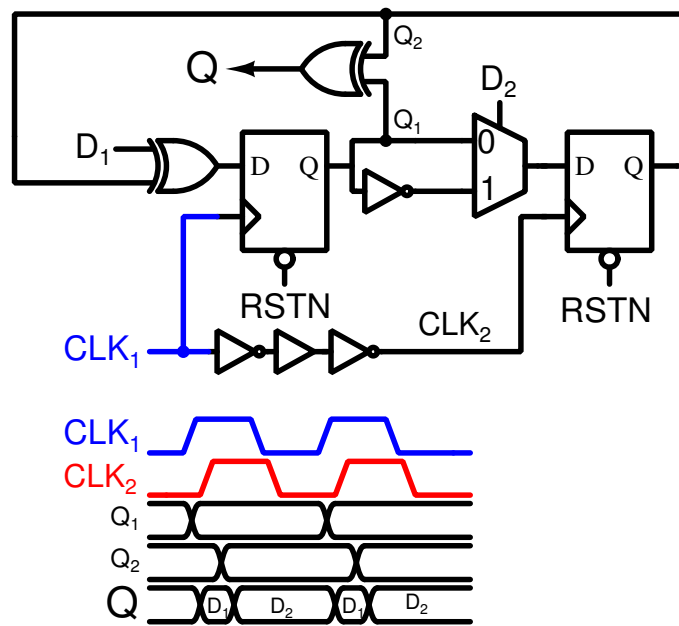 Q₂
Q
D₂
Q₁
D₁
D Q
0
D
1
RSTN
RSTN
CLK₂
CLK₁
CLK₁
CLK₂
Q₁
Q₂
Q D₁ D₂ D₁ D₂